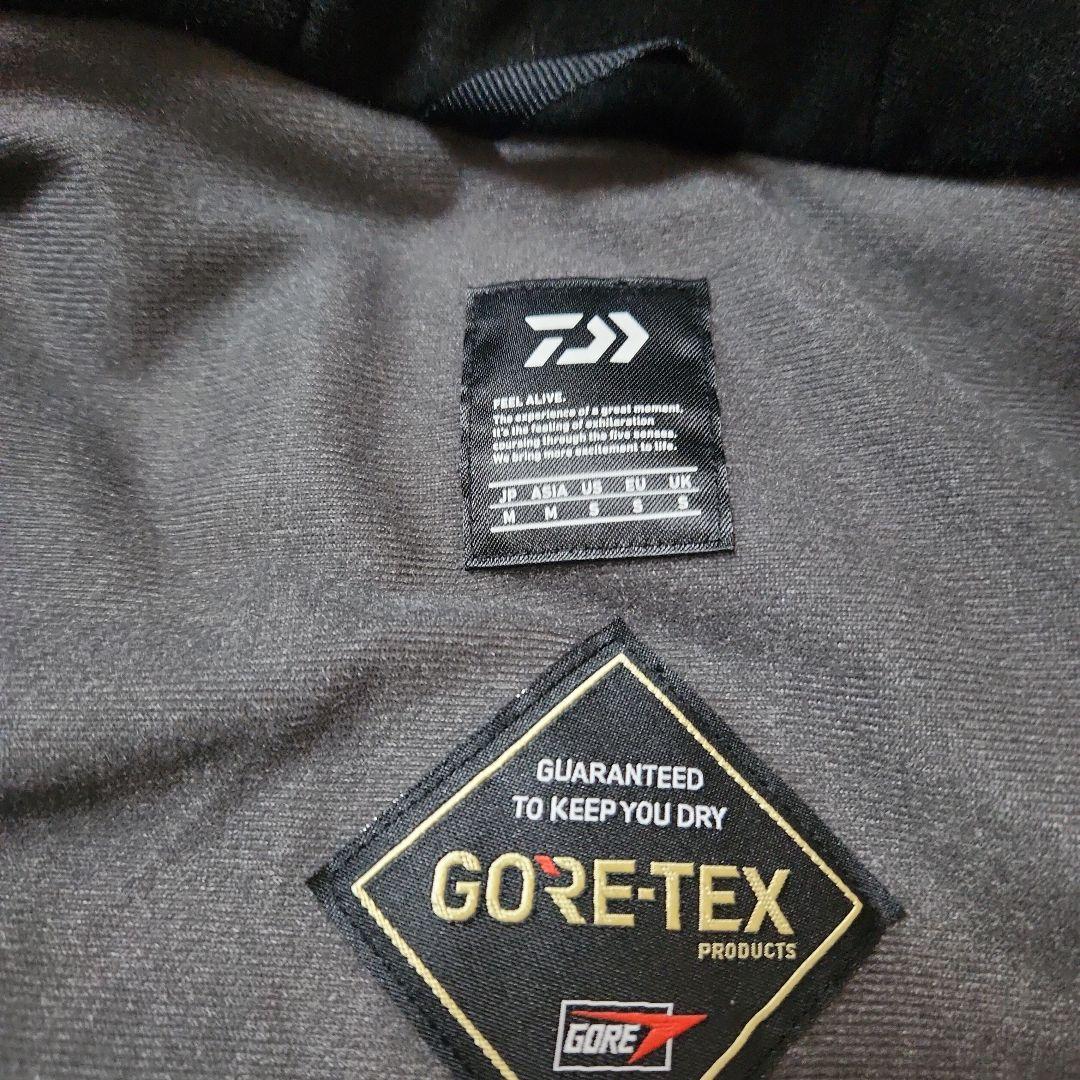 FEEL ALIVE.
The experience of a great moment,
It's the feeling of exhilaration
coursing through the five senses.
We bring more excitement to life.
JP ASIA US EU UK
M M S S S
GUARANTEED
TO KEEP YOU DRY
GORE-TEX
PRODUCTS
GORE